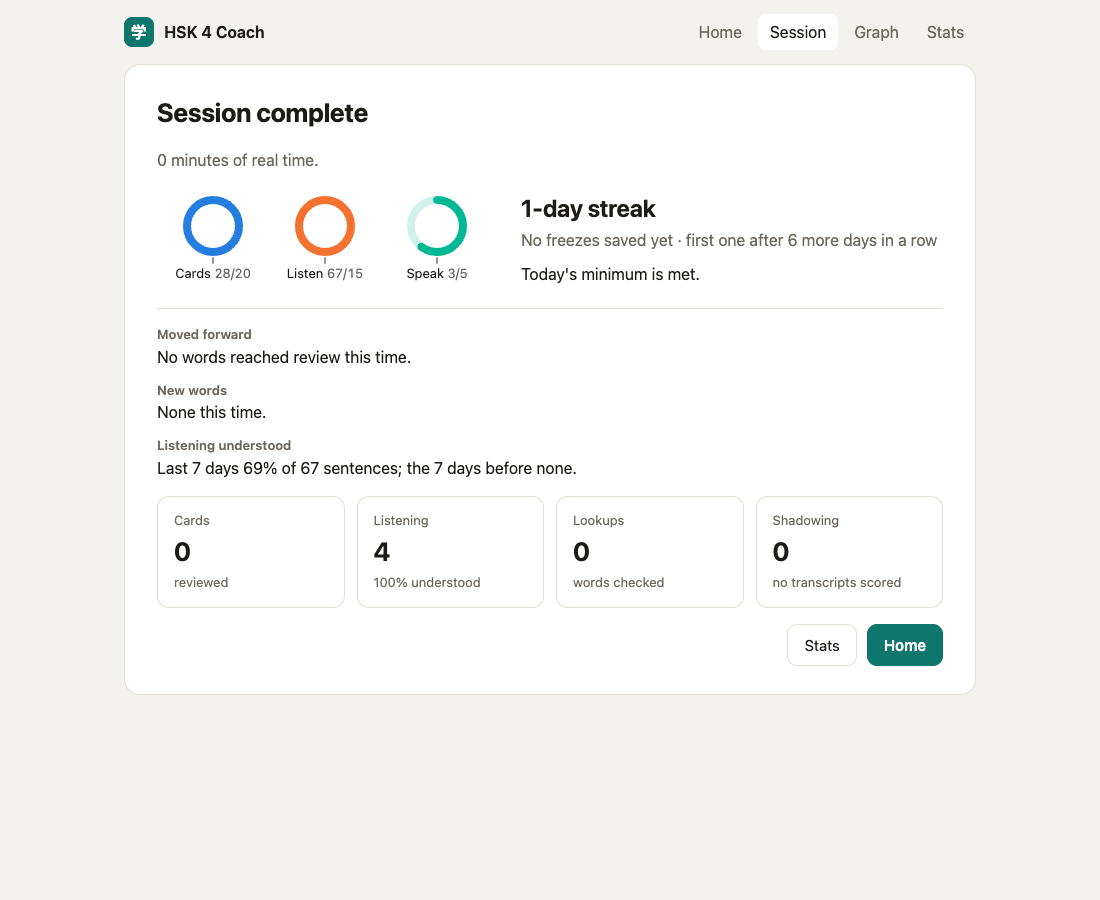 学 HSK 4 Coach
Home Session Graph Stats
Session complete
0 minutes of real time.
Cards 28/20
Listen 67/15
Speak 3/5
1-day streak
No freezes saved yet · first one after 6 more days in a row
Today's minimum is met.
Moved forward
No words reached review this time.
New words
None this time.
Listening understood
Last 7 days 69% of 67 sentences; the 7 days before none.
Cards
0
reviewed
Listening
4
100% understood
Lookups
0
words checked
Shadowing
0
no transcripts scored
Stats
Home